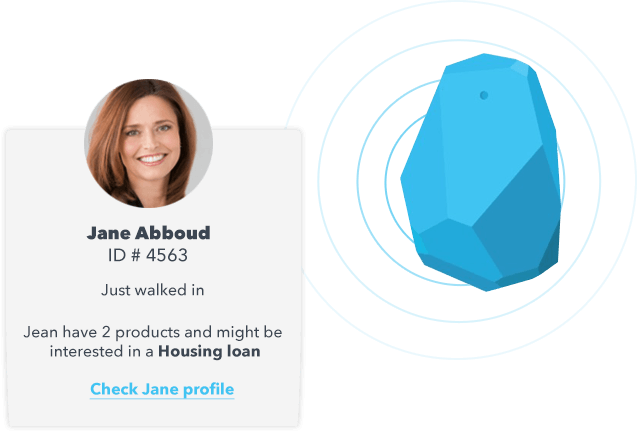 Jane Abboud
ID # 4563
Just walked in
Jean have 2 products and might be
interested in a Housing loan
Check Jane profile